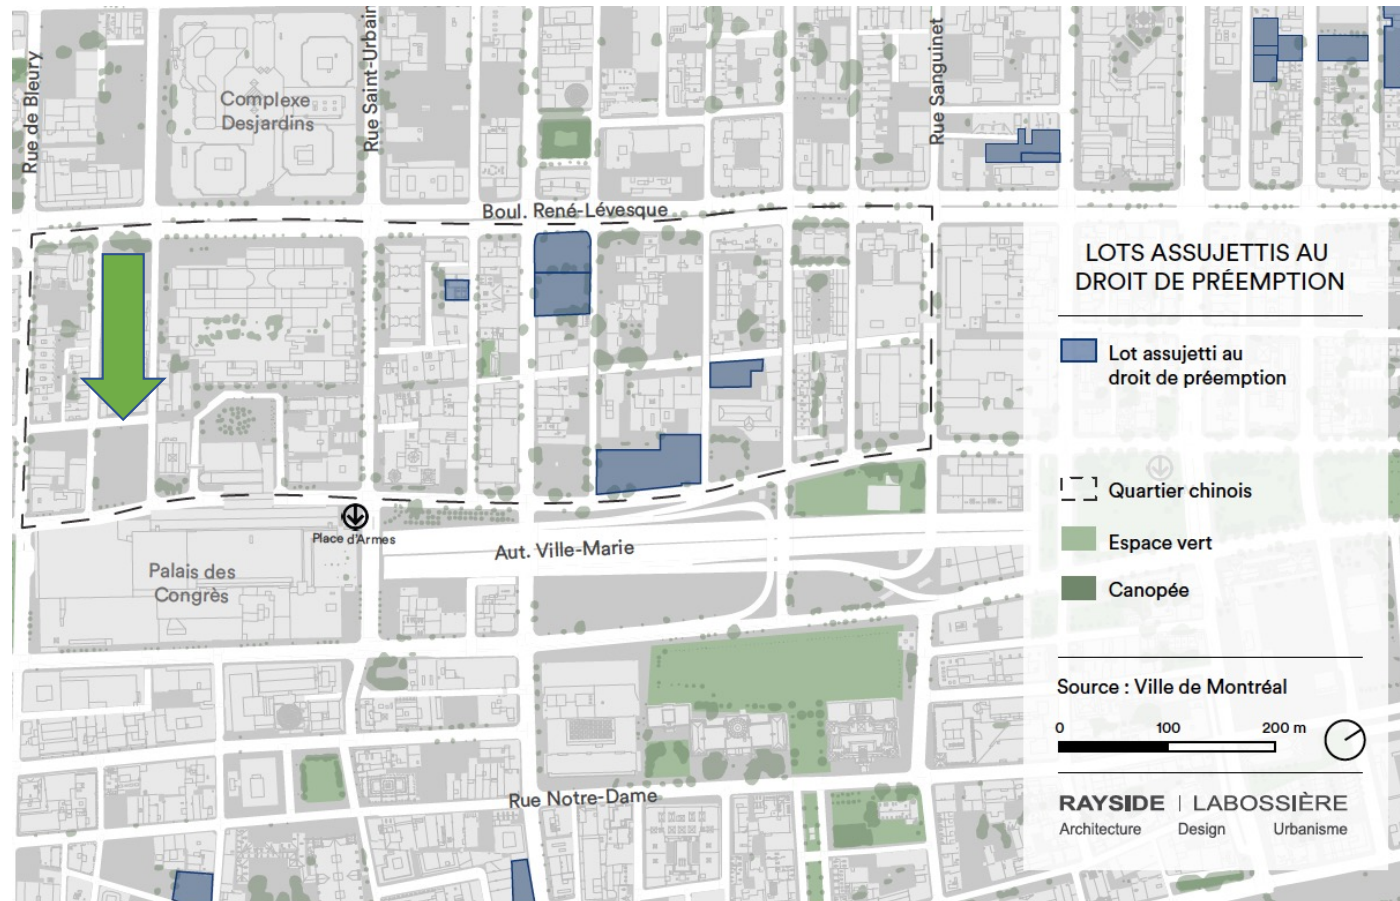 Rue de Bleury
Complexe
Desjardins
Rue Saint-Urbain
Rue Sanguinet
Boul. René-Lévesque
Place d'Armes
Aut. Ville-Marie
Palais des
Congrès
Rue Notre-Dame
LOTS ASSUJETTIS AU
DROIT DE PRÉEMPTION
Lot assujetti au
droit de préemption
Quartier chinois
Espace vert
Canopée
Source : Ville de Montréal
0 100 200 m
RAYSIDE | LABOSSIÈRE
Architecture Design Urbanisme